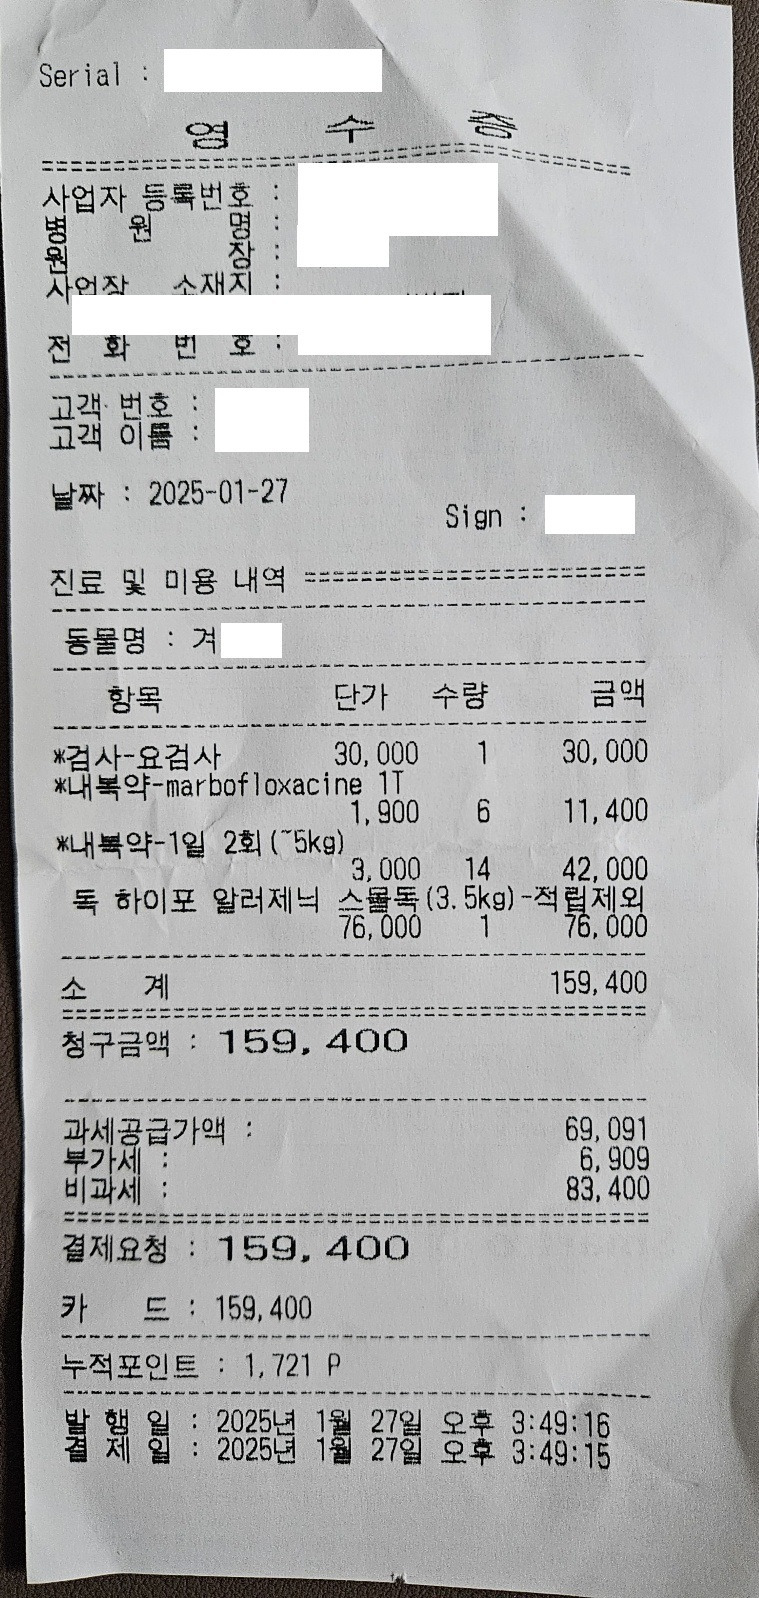 Serial :
영 수 증
사업자 등록번호 :
병 원 명 :
원 장 :
사업장 소재지 :
전 화 번 호 :
고객 번호 :
고객 이름 :
날짜 : 2025-01-27
Sign :
진료 및 미용 내역
동물명 : 겨
항목 단가 수량 금액
*검사-요검사 30,000 1 30,000
*내복약-marbofloxacine 1T
1,900 6 11,400
*내복약-1일 2회(~5kg)
3,000 14 42,000
독 하이포 알러제닉 스몰독(3.5kg)-적립제외
76,000 1 76,000
소 계 159,400
청구금액 : 159,400
과세공급가액 : 69,091
부가세 : 6,909
비과세 : 83,400
결제요청 : 159,400
카 드 : 159,400
누적포인트 : 1,721 P
발 행 일 : 2025년 1월 27일 오후 3:49:16
결 제 일 : 2025년 1월 27일 오후 3:49:15